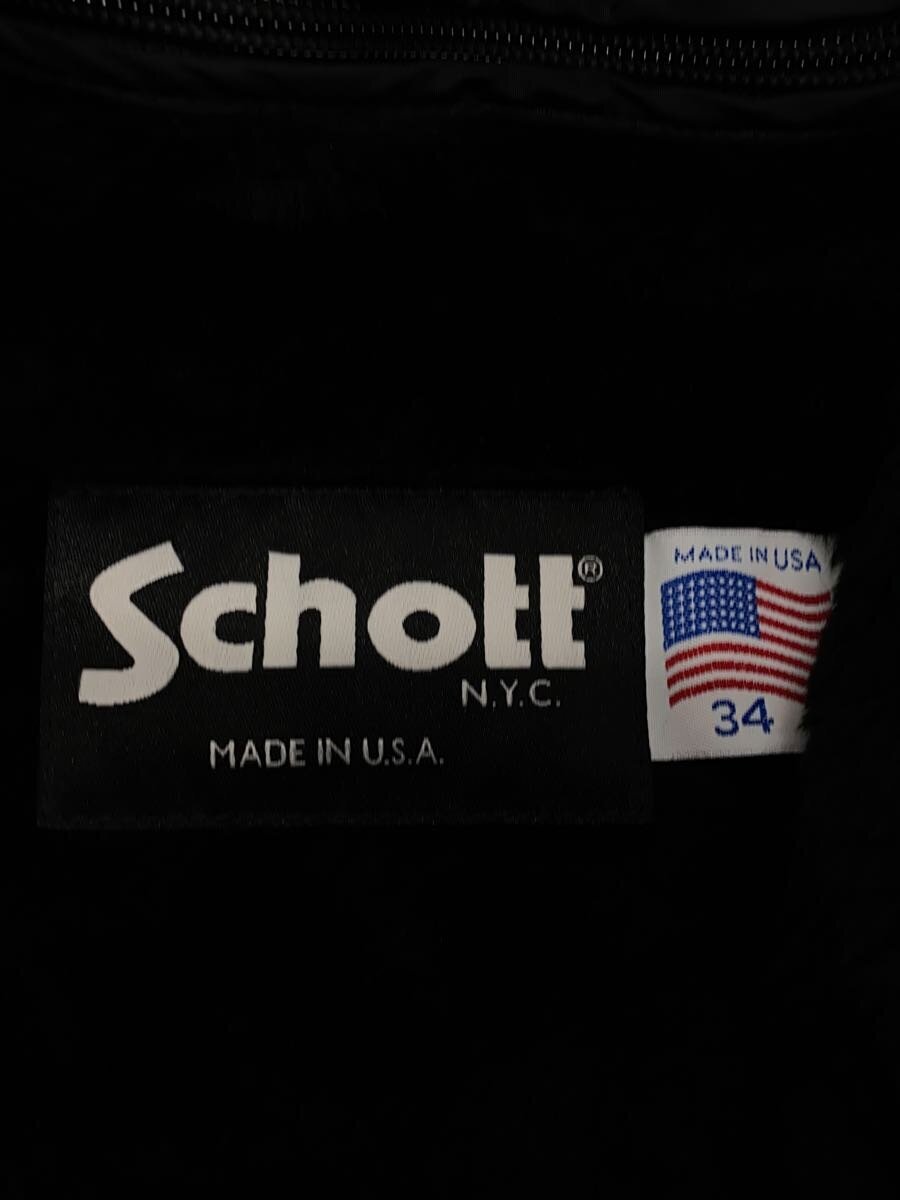 Schott®
N.Y.C.
MADE IN U.S.A.
MADE IN USA
34